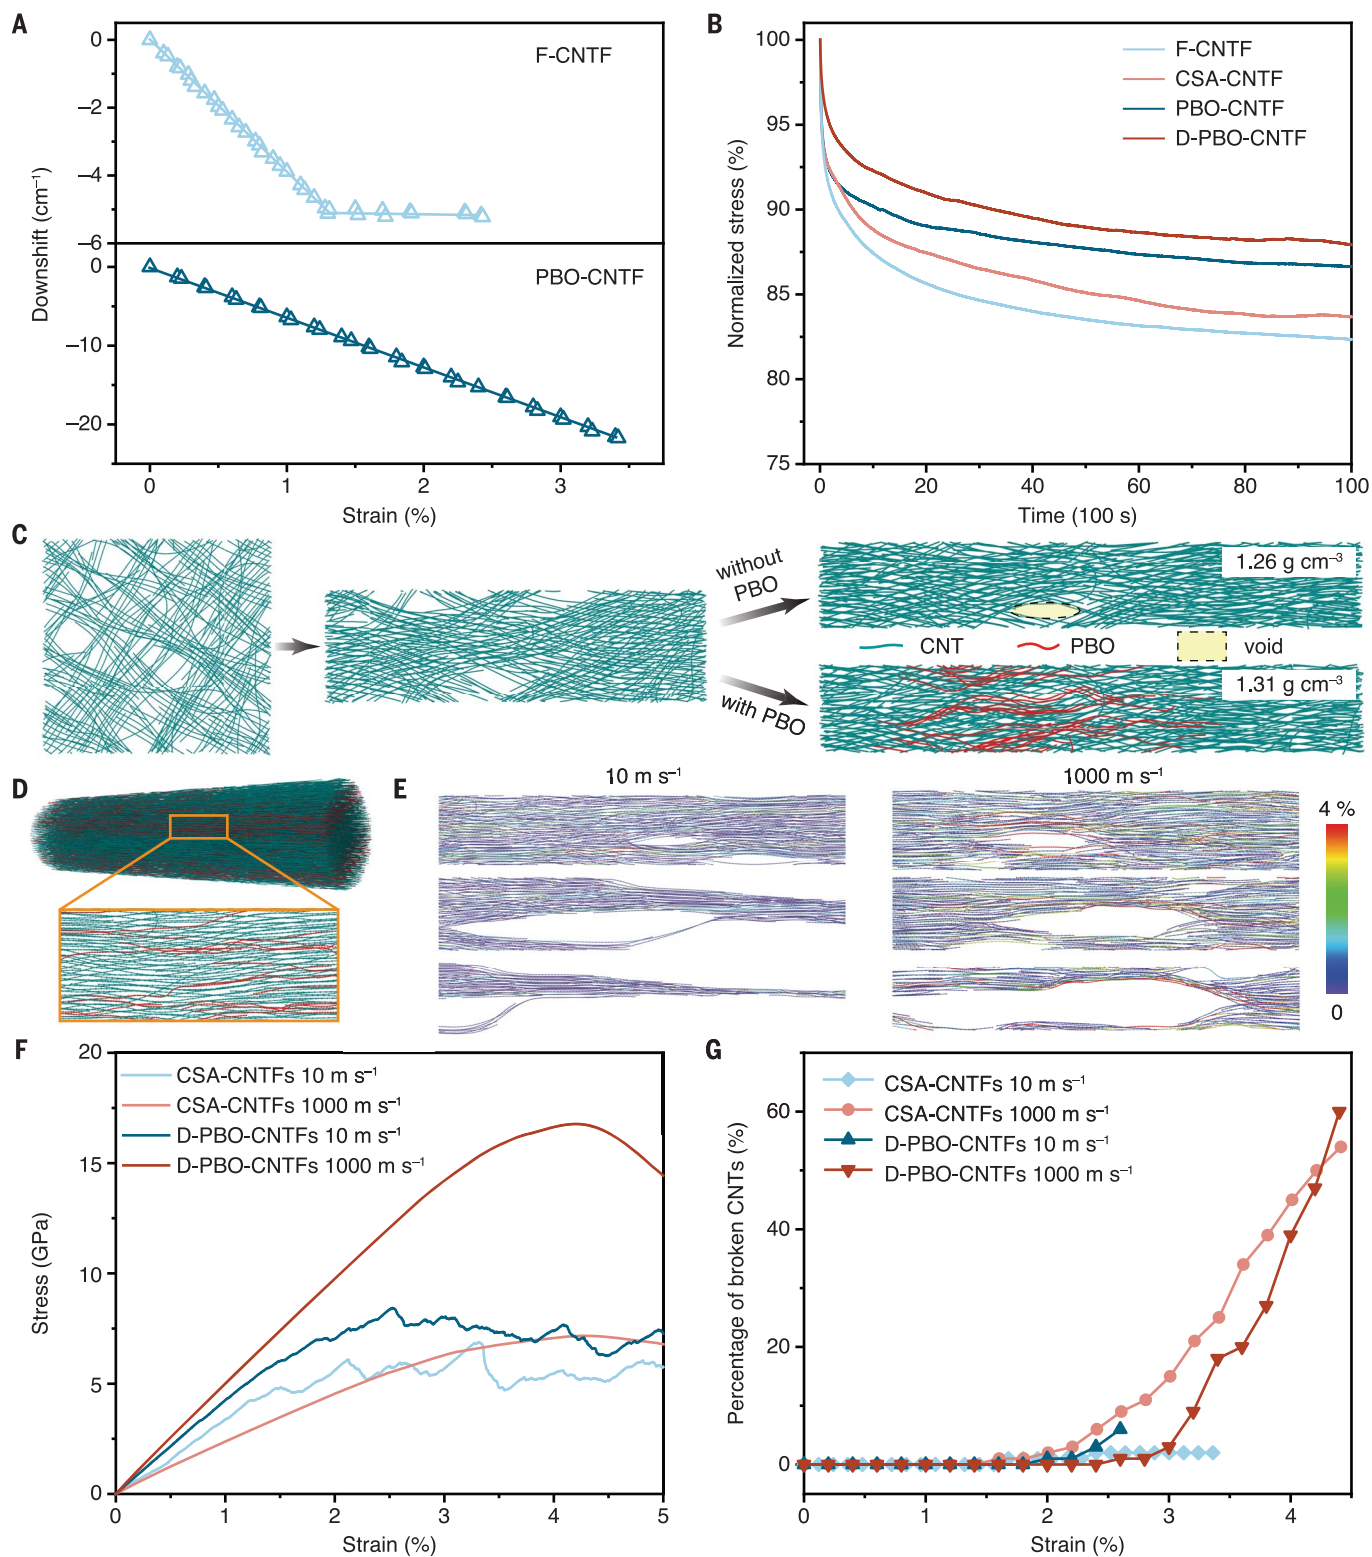 A
F-CNTF
0
−2
−4
−6
0
−10
−20
Downshift (cm⁻¹)
PBO-CNTF
0 1 2 3
Strain (%)
B
F-CNTF
CSA-CNTF
PBO-CNTF
D-PBO-CNTF
100
95
90
85
80
75
Normalized stress (%)
0 20 40 60 80 100
Time (100 s)
C
without
PBO
with PBO
1.26 g cm⁻³
CNT PBO void
1.31 g cm⁻³
D
E
10 m s⁻¹
1000 m s⁻¹
4 %
0
F
CSA-CNTFs 10 m s⁻¹
CSA-CNTFs 1000 m s⁻¹
D-PBO-CNTFs 10 m s⁻¹
D-PBO-CNTFs 1000 m s⁻¹
20
15
10
5
0
Stress (GPa)
0 1 2 3 4 5
Strain (%)
G
CSA-CNTFs 10 m s⁻¹
CSA-CNTFs 1000 m s⁻¹
D-PBO-CNTFs 10 m s⁻¹
D-PBO-CNTFs 1000 m s⁻¹
60
40
20
0
Percentage of broken CNTs (%)
0 1 2 3 4
Strain (%)